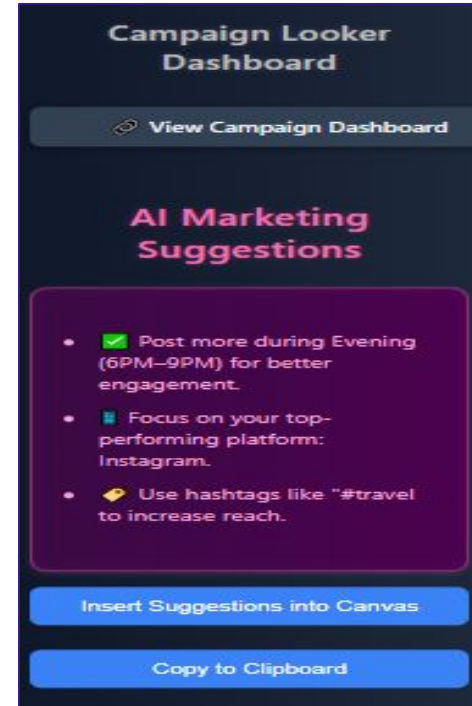 Campaign Looker
Dashboard
🔗 View Campaign Dashboard
AI Marketing
Suggestions
• ✅ Post more during Evening
(6PM–9PM) for better
engagement.
• 📱 Focus on your top-
performing platform:
Instagram.
• 🏷️ Use hashtags like "#travel
to increase reach.
Insert Suggestions into Canvas
Copy to Clipboard